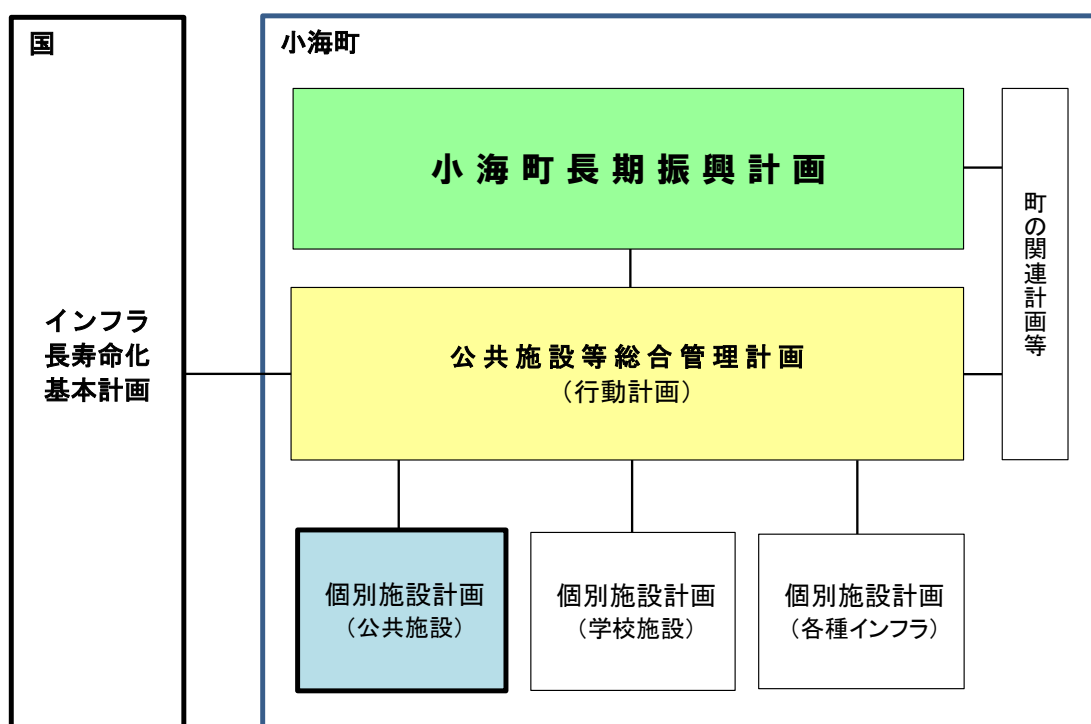 国
インフラ
長寿命化
基本計画
小海町
小海町長期振興計画
公共施設等総合管理計画
（行動計画）
町の関連計画等
個別施設計画
（公共施設）
個別施設計画
（学校施設）
個別施設計画
（各種インフラ）